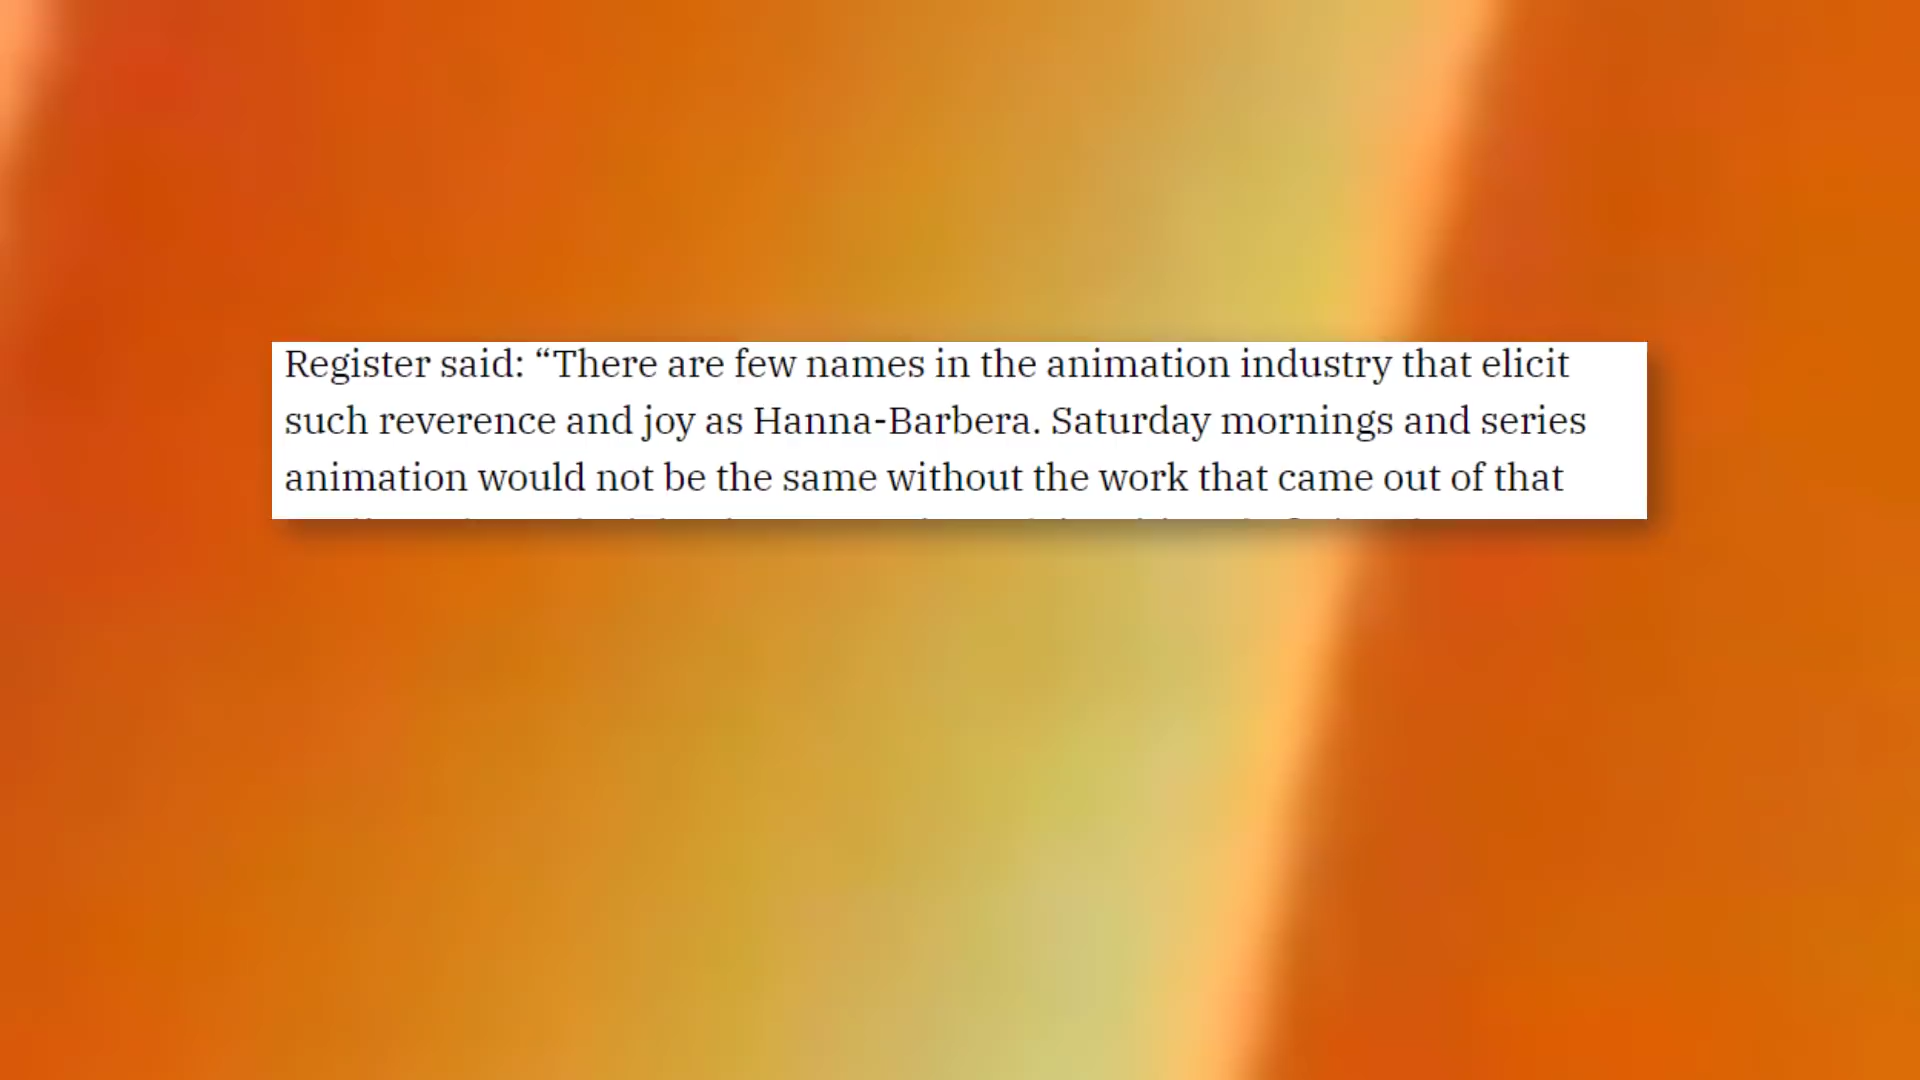 Register said: “There are few names in the animation industry that elicit
such reverence and joy as Hanna-Barbera. Saturday mornings and series
animation would not be the same without the work that came out of that